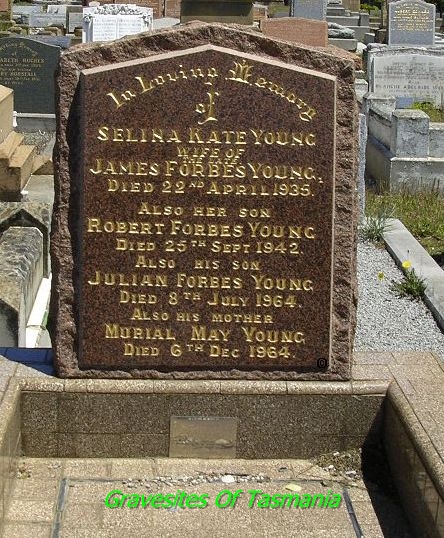 In Loving Memory
of
SELINA KATE YOUNG
WIFE OF
JAMES FORBES YOUNG.
DIED 22ND APRIL 1935.
ALSO HER SON
ROBERT FORBES YOUNG
DIED 25TH SEPT 1942.
ALSO HIS SON
JULIAN FORBES YOUNG
DIED 8TH JULY 1964.
ALSO HIS MOTHER
MURIAL MAY YOUNG
DIED 6TH DEC 1964.
Gravesites Of Tasmania